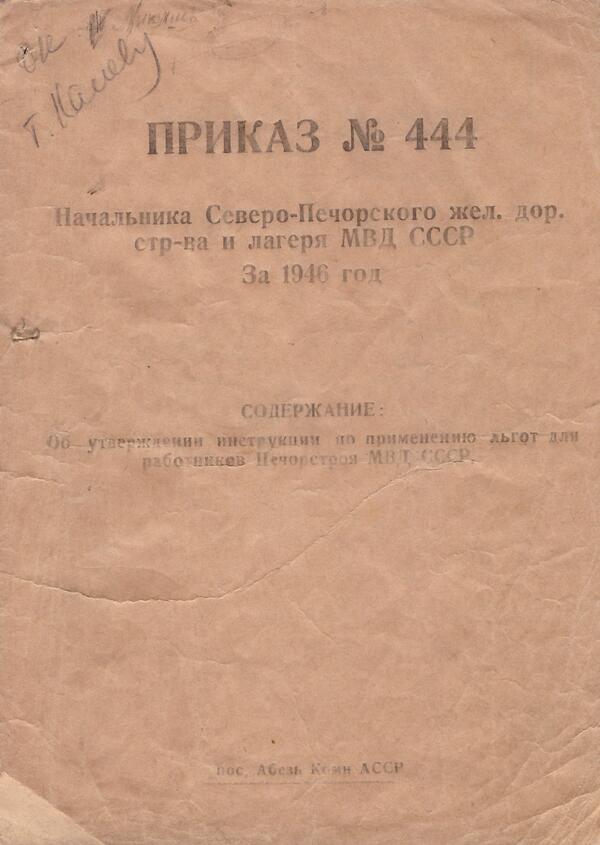 т.
ПРИКАЗ № 444
Начальника Северо-Печорского жел. дор.
стр-ва и лагеря МВД СССР
За 1946 год
СОДЕРЖАНИЕ:
Об утверждении инструкции по применению льгот для
работников Печорстроя МВД СССР
пос. Абезь Коми АССР